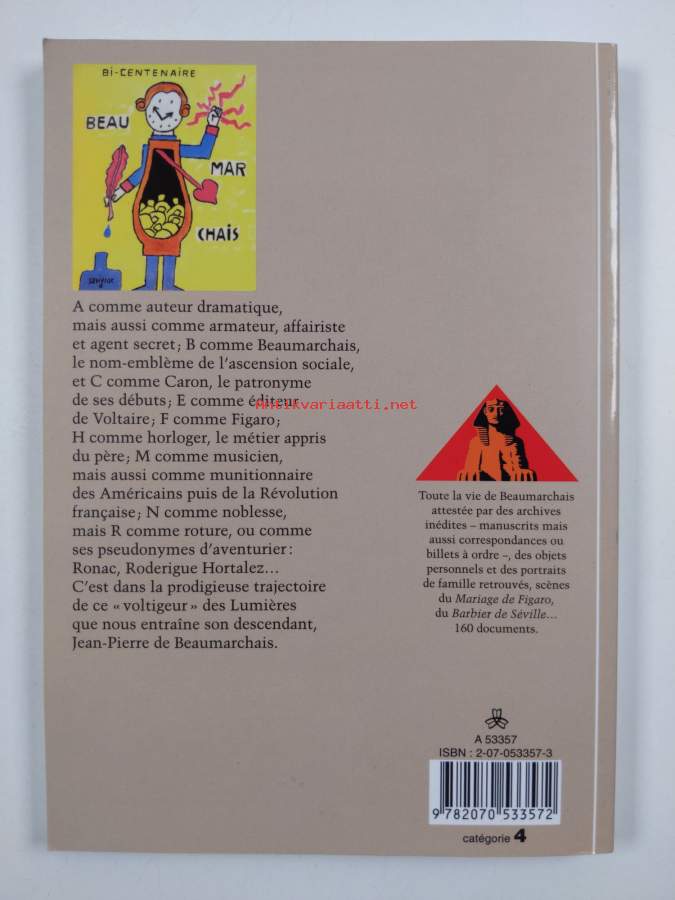 BI-CENTENAIRE
BEAU
MAR
CHAIS
savignac
A comme auteur dramatique,
mais aussi comme armateur, affairiste
et agent secret ; B comme Beaumarchais,
le nom-emblème de l'ascension sociale,
et C comme Caron, le patronyme
de ses débuts ; E comme éditeur
de Voltaire ; F comme Figaro ;
H comme horloger, le métier appris
du père ; M comme musicien,
mais aussi comme munitionnaire
des Américains puis de la Révolution
française ; N comme noblesse,
mais R comme roture, ou comme
ses pseudonymes d'aventurier :
Ronac, Roderigue Hortalez…
C'est dans la prodigieuse trajectoire
de ce « voltigeur » des Lumières
que nous entraîne son descendant,
Jean-Pierre de Beaumarchais.
Antikvariaatti.net
Toute la vie de Beaumarchais
attestée par des archives
inédites – manuscrits mais
aussi correspondances ou
billets à ordre –, des objets
personnels et des portraits
de famille retrouvés, scènes
du Mariage de Figaro,
du Barbier de Séville…
160 documents.
A 53357
ISBN : 2-07-053357-3
9 782070 533572
catégorie 4